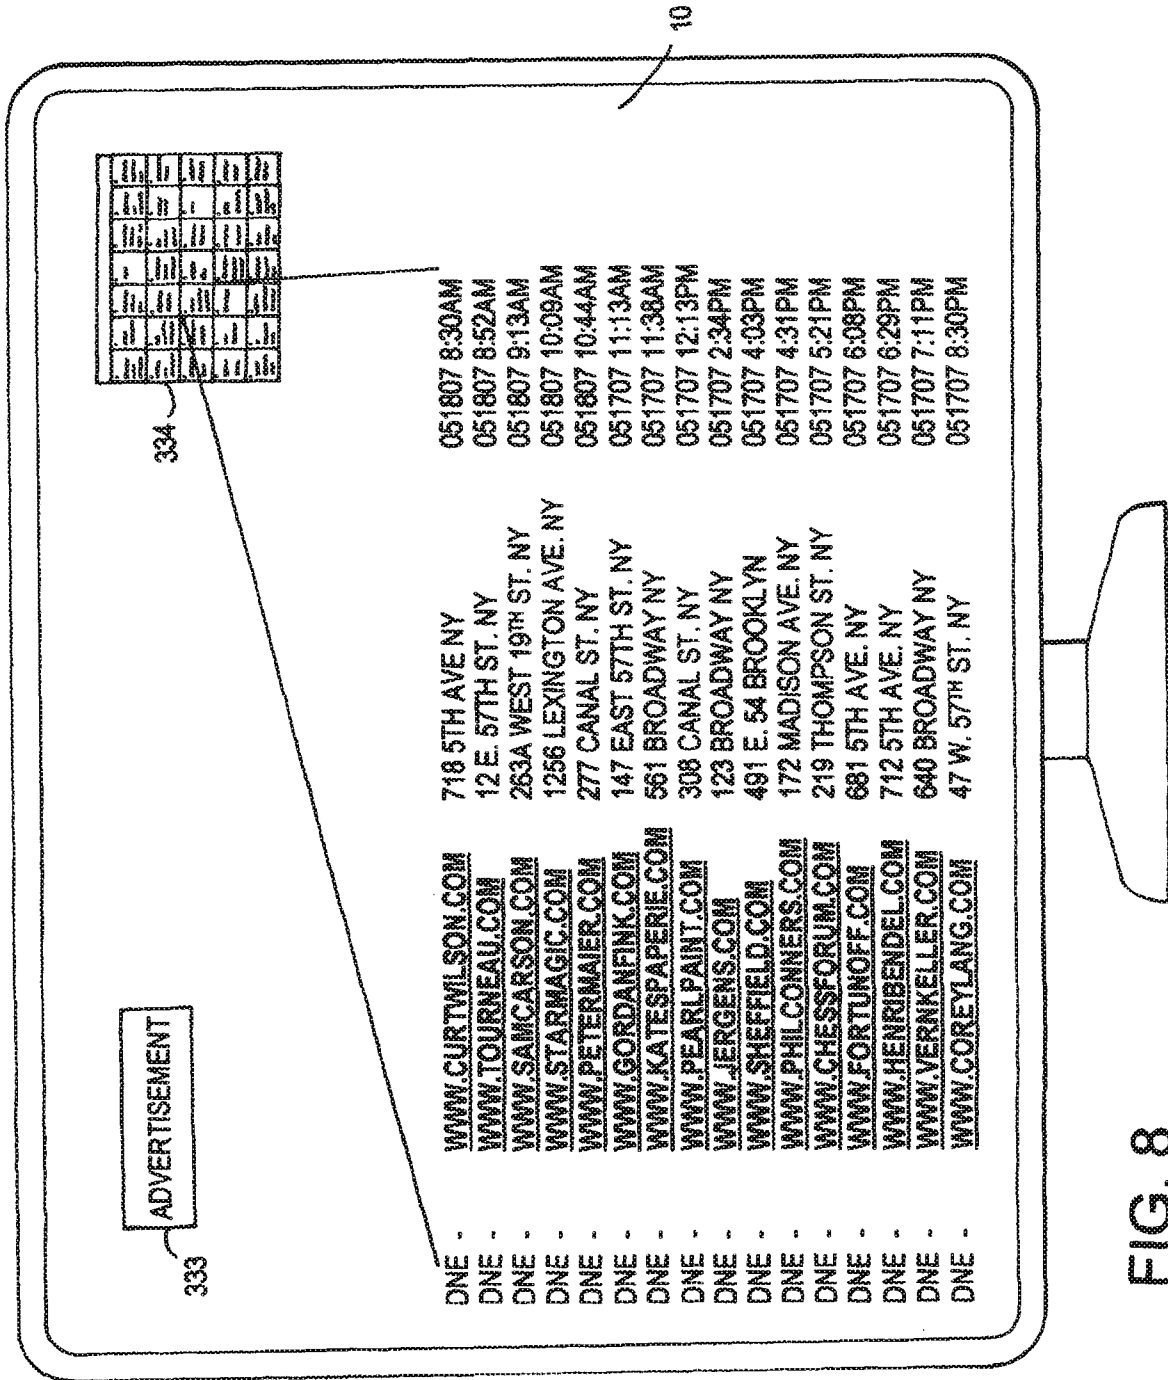 10
ADVERTISEMENT
333
334
DNE - WWW.CURTWILSON.COM 718 5TH AVE NY 051807 8:30AM
DNE - WWW.TOURNEAU.COM 12 E. 57TH ST. NY 051807 8:52AM
DNE - WWW.SAMCARSON.COM 263A WEST 19TH ST. NY 051807 9:13AM
DNE - WWW.STARMAGIC.COM 1256 LEXINGTON AVE. NY 051807 10:09AM
DNE - WWW.PETERMAIER.COM 277 CANAL ST. NY 051807 10:44AM
DNE - WWW.GORDANFINK.COM 147 EAST 57TH ST. NY 051707 11:13AM
DNE - WWW.KATESPAPERIE.COM 561 BROADWAY NY 051707 11:38AM
DNE - WWW.PEARLPAINT.COM 308 CANAL ST. NY 051707 12:13PM
DNE - WWW.JERGENS.COM 123 BROADWAY NY 051707 2:34PM
DNE - WWW.SHEFFIELD.COM 491 E. 54 BROOKLYN 051707 4:03PM
DNE - WWW.PHILCONNERS.COM 172 MADISON AVE. NY 051707 4:31PM
DNE - WWW.CHESSFORUM.COM 219 THOMPSON ST. NY 051707 5:21PM
DNE - WWW.FORTUNOFF.COM 681 5TH AVE. NY 051707 6:08PM
DNE - WWW.HENRIBENDEL.COM 712 5TH AVE. NY 051707 6:29PM
DNE - WWW.VERNKELLER.COM 640 BROADWAY NY 051707 7:11PM
DNE - WWW.COREYLANG.COM 47 W. 57TH ST. NY 051707 8:30PM
FIG. 8